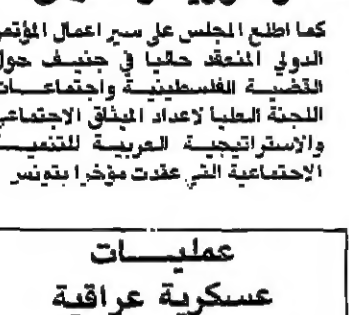 كما اطلع المجلس على سير اعمال المؤتمر
الدولي المنعقد حاليا في جنيف حول
القضية الفلسطينية واجتماعات
اللجنة العليا لاعداد الميثاق الاجتماعي
والاستراتيجية العربية للتنمية
الاجتماعية التي عقدت مؤخرا بتونس
عمليات
عسكرية عراقية